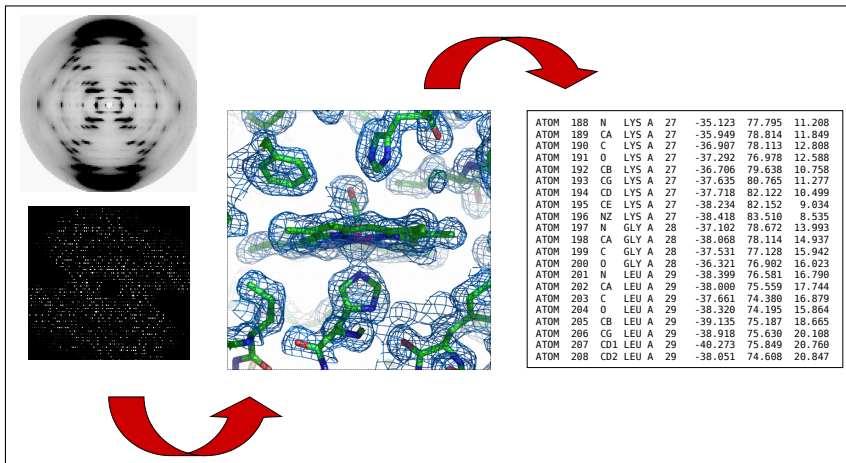 ATOM 188 N LYS A 27 -35.123 77.795 11.208
ATOM 189 CA LYS A 27 -35.949 78.814 11.849
ATOM 190 C LYS A 27 -36.907 78.113 12.808
ATOM 191 O LYS A 27 -37.292 76.978 12.588
ATOM 192 CB LYS A 27 -36.706 79.638 10.758
ATOM 193 CG LYS A 27 -37.635 80.765 11.277
ATOM 194 CD LYS A 27 -37.718 82.122 10.499
ATOM 195 CE LYS A 27 -38.234 82.152 9.034
ATOM 196 NZ LYS A 27 -38.418 83.510 8.535
ATOM 197 N GLY A 28 -37.102 78.672 13.993
ATOM 198 CA GLY A 28 -38.068 78.114 14.937
ATOM 199 C GLY A 28 -37.531 77.128 15.942
ATOM 200 O GLY A 28 -36.321 76.902 16.023
ATOM 201 N LEU A 29 -38.399 76.581 16.790
ATOM 202 CA LEU A 29 -38.000 75.559 17.744
ATOM 203 C LEU A 29 -37.661 74.380 16.879
ATOM 204 O LEU A 29 -38.320 74.195 15.864
ATOM 205 CB LEU A 29 -39.135 75.187 18.665
ATOM 206 CG LEU A 29 -38.918 75.630 20.108
ATOM 207 CD1 LEU A 29 -40.273 75.849 20.760
ATOM 208 CD2 LEU A 29 -38.051 74.608 20.847